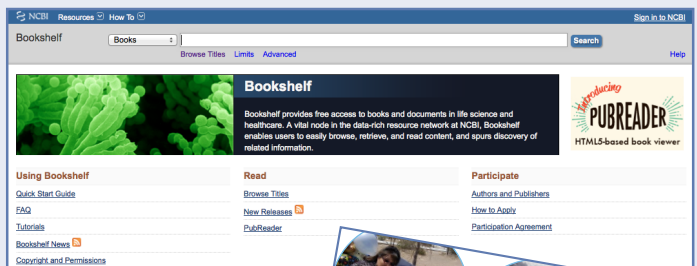 NCBI Resources How To Sign in to NCBI
Bookshelf Books Search
Browse Titles Limits Advanced Help
Bookshelf
Bookshelf provides free access to books and documents in life science and
healthcare. A vital node in the data-rich resource network at NCBI, Bookshelf
enables users to easily browse, retrieve, and read content, and spurs discovery of
related information.
Introducing
PUBREADER
HTML5-based book viewer
Using Bookshelf
Quick Start Guide
FAQ
Tutorials
Bookshelf News
Copyright and Permissions
Read
Browse Titles
New Releases
PubReader
Participate
Authors and Publishers
How to Apply
Participation Agreement